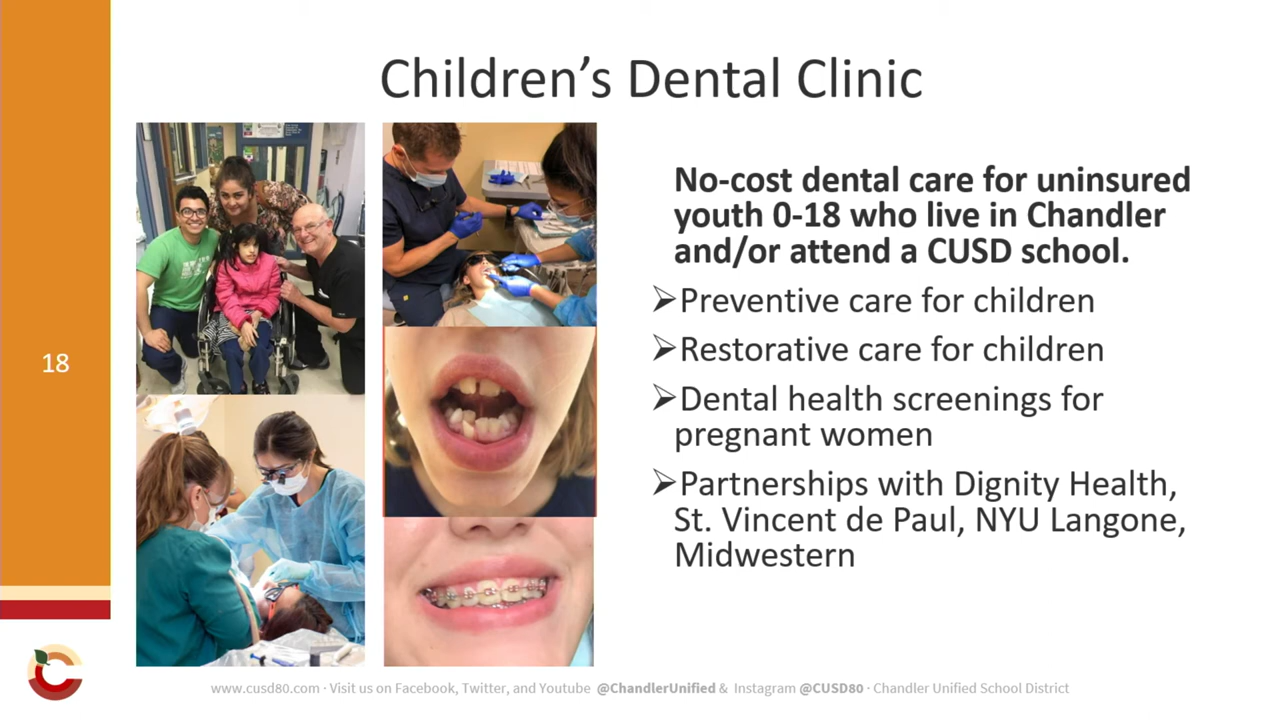 Children's Dental Clinic
No-cost dental care for uninsured
youth 0-18 who live in Chandler
and/or attend a CUSD school.
➢Preventive care for children
➢Restorative care for children
➢Dental health screenings for
pregnant women
➢Partnerships with Dignity Health,
St. Vincent de Paul, NYU Langone,
Midwestern
18
www.cusd80.com · Visit us on Facebook, Twitter, and Youtube @ChandlerUnified & Instagram @CUSD80 · Chandler Unified School District